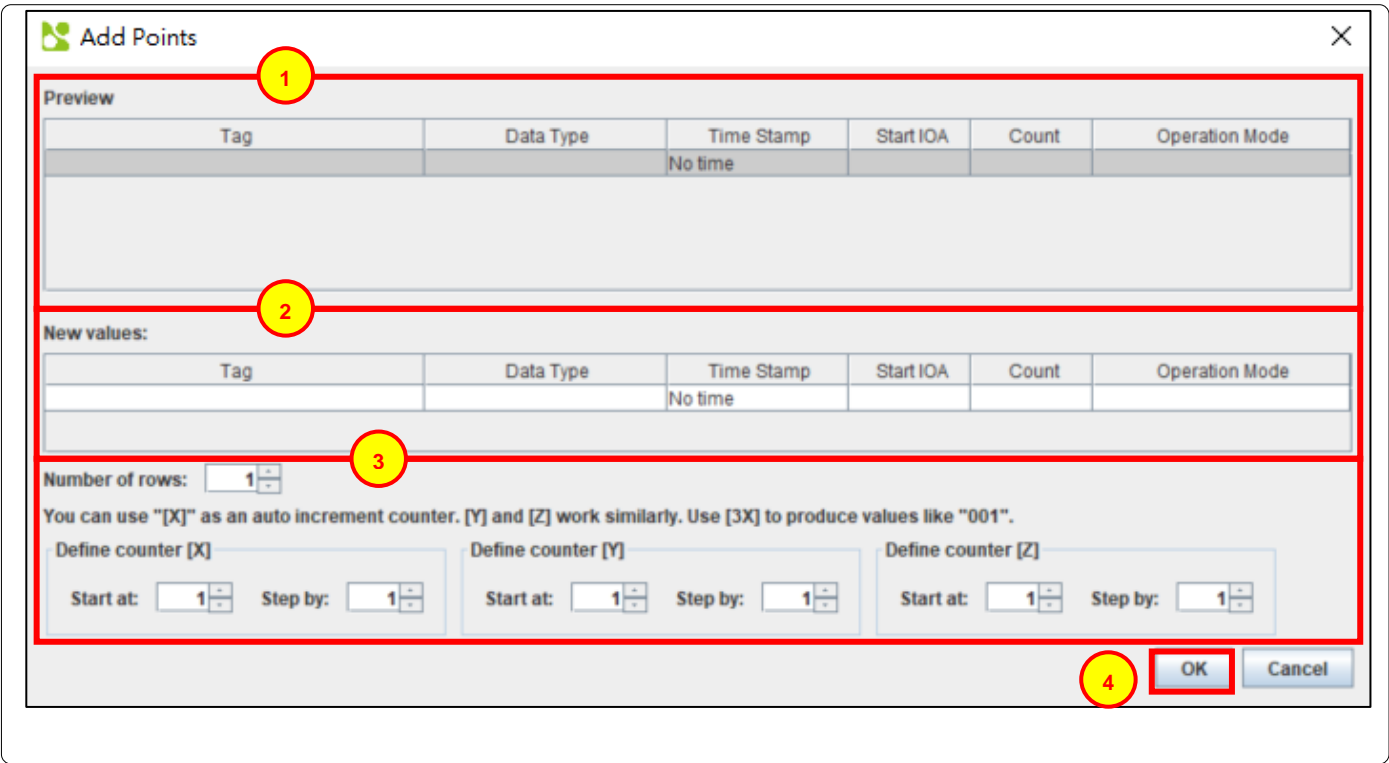 Add Points
1
Preview
Tag Data Type Time Stamp Start IOA Count Operation Mode
No time
2
New values:
Tag Data Type Time Stamp Start IOA Count Operation Mode
No time
3
Number of rows: 1
You can use "[X]" as an auto increment counter. [Y] and [Z] work similarly. Use [3X] to produce values like "001".
Define counter [X] Define counter [Y] Define counter [Z]
Start at: 1 Step by: 1 Start at: 1 Step by: 1 Start at: 1 Step by: 1
4 OK Cancel